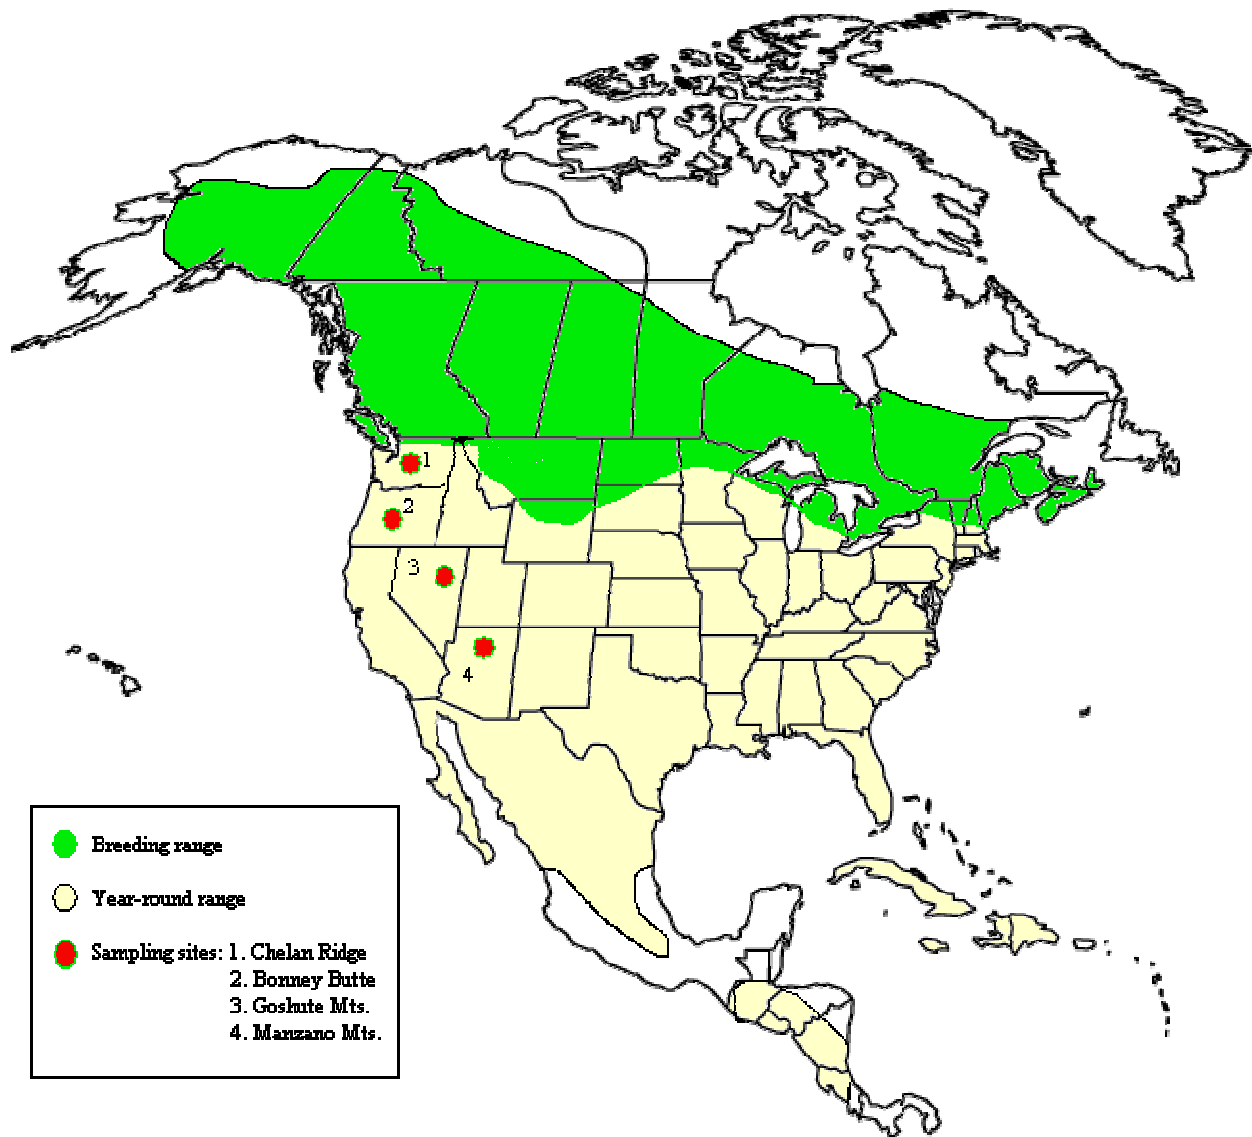 1
2
3
4
Breeding range
Year-round range
Sampling sites: 1. Chelan Ridge
2. Bonney Butte
3. Goshute Mts.
4. Manzano Mts.